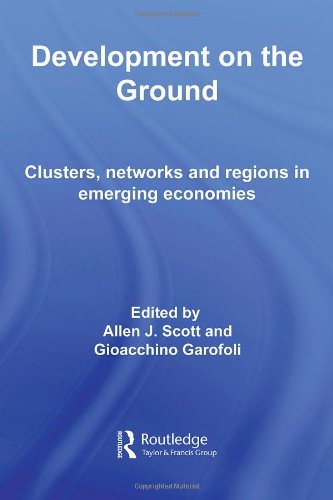 Development on the
Ground
Clusters, networks and regions in
emerging economies
Edited by
Allen J. Scott and
Gioacchino Garofoli
ROUTLEDGE
Routledge
Taylor & Francis Group